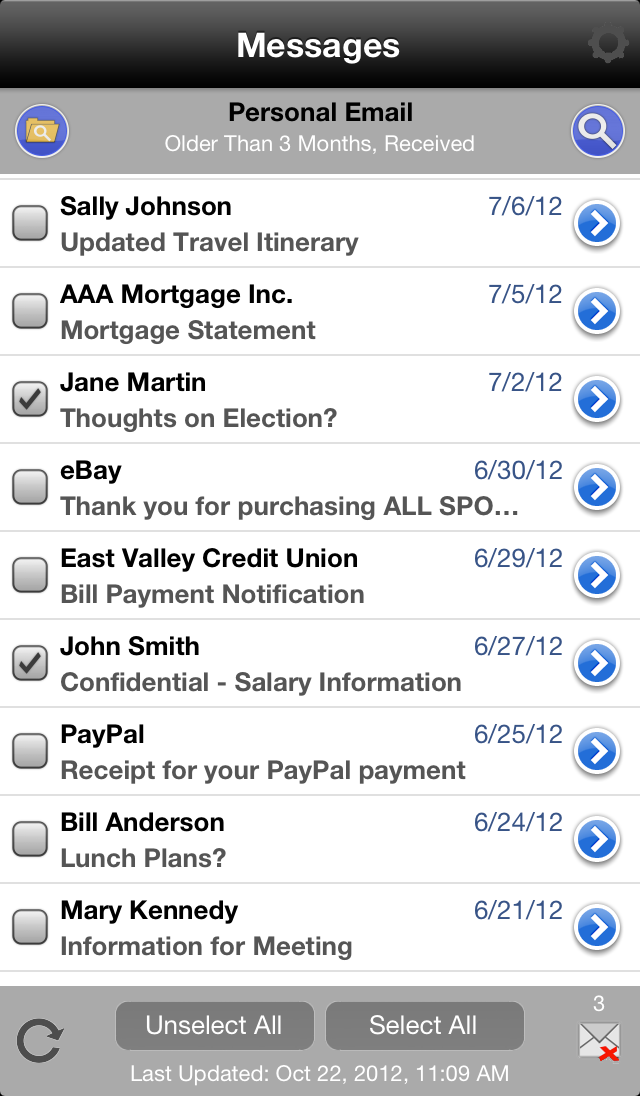 Messages
Personal Email
Older Than 3 Months, Received
Sally Johnson 7/6/12
Updated Travel Itinerary
AAA Mortgage Inc. 7/5/12
Mortgage Statement
Jane Martin 7/2/12
Thoughts on Election?
eBay 6/30/12
Thank you for purchasing ALL SPO...
East Valley Credit Union 6/29/12
Bill Payment Notification
John Smith 6/27/12
Confidential - Salary Information
PayPal 6/25/12
Receipt for your PayPal payment
Bill Anderson 6/24/12
Lunch Plans?
Mary Kennedy 6/21/12
Information for Meeting
3
Unselect All Select All
Last Updated: Oct 22, 2012, 11:09 AM